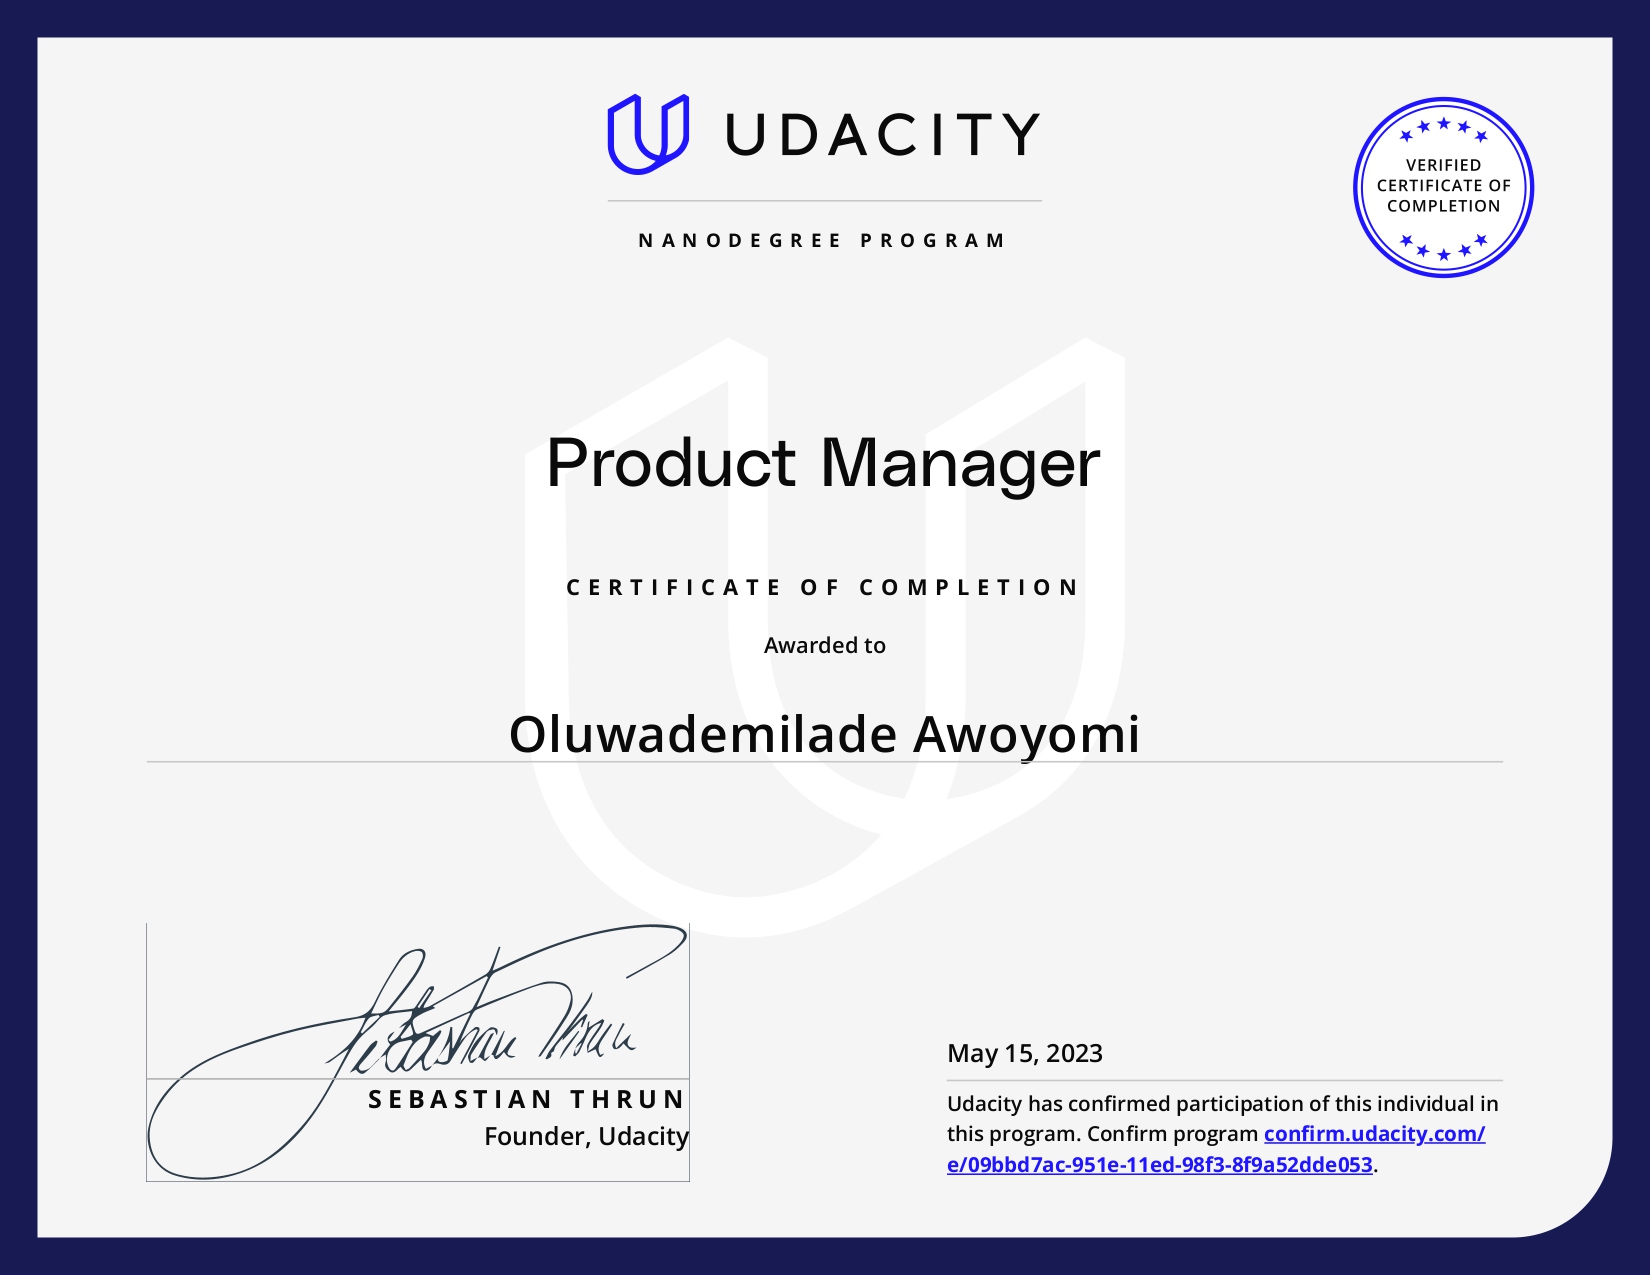 UDACITY
VERIFIED
CERTIFICATE OF
COMPLETION
NANODEGREE PROGRAM
Product Manager
CERTIFICATE OF COMPLETION
Awarded to
Oluwademilade Awoyomi
Sebastian Thrun
SEBASTIAN THRUN
Founder, Udacity
May 15, 2023
Udacity has confirmed participation of this individual in
this program. Confirm program confirm.udacity.com/
e/09bbd7ac-951e-11ed-98f3-8f9a52dde053.